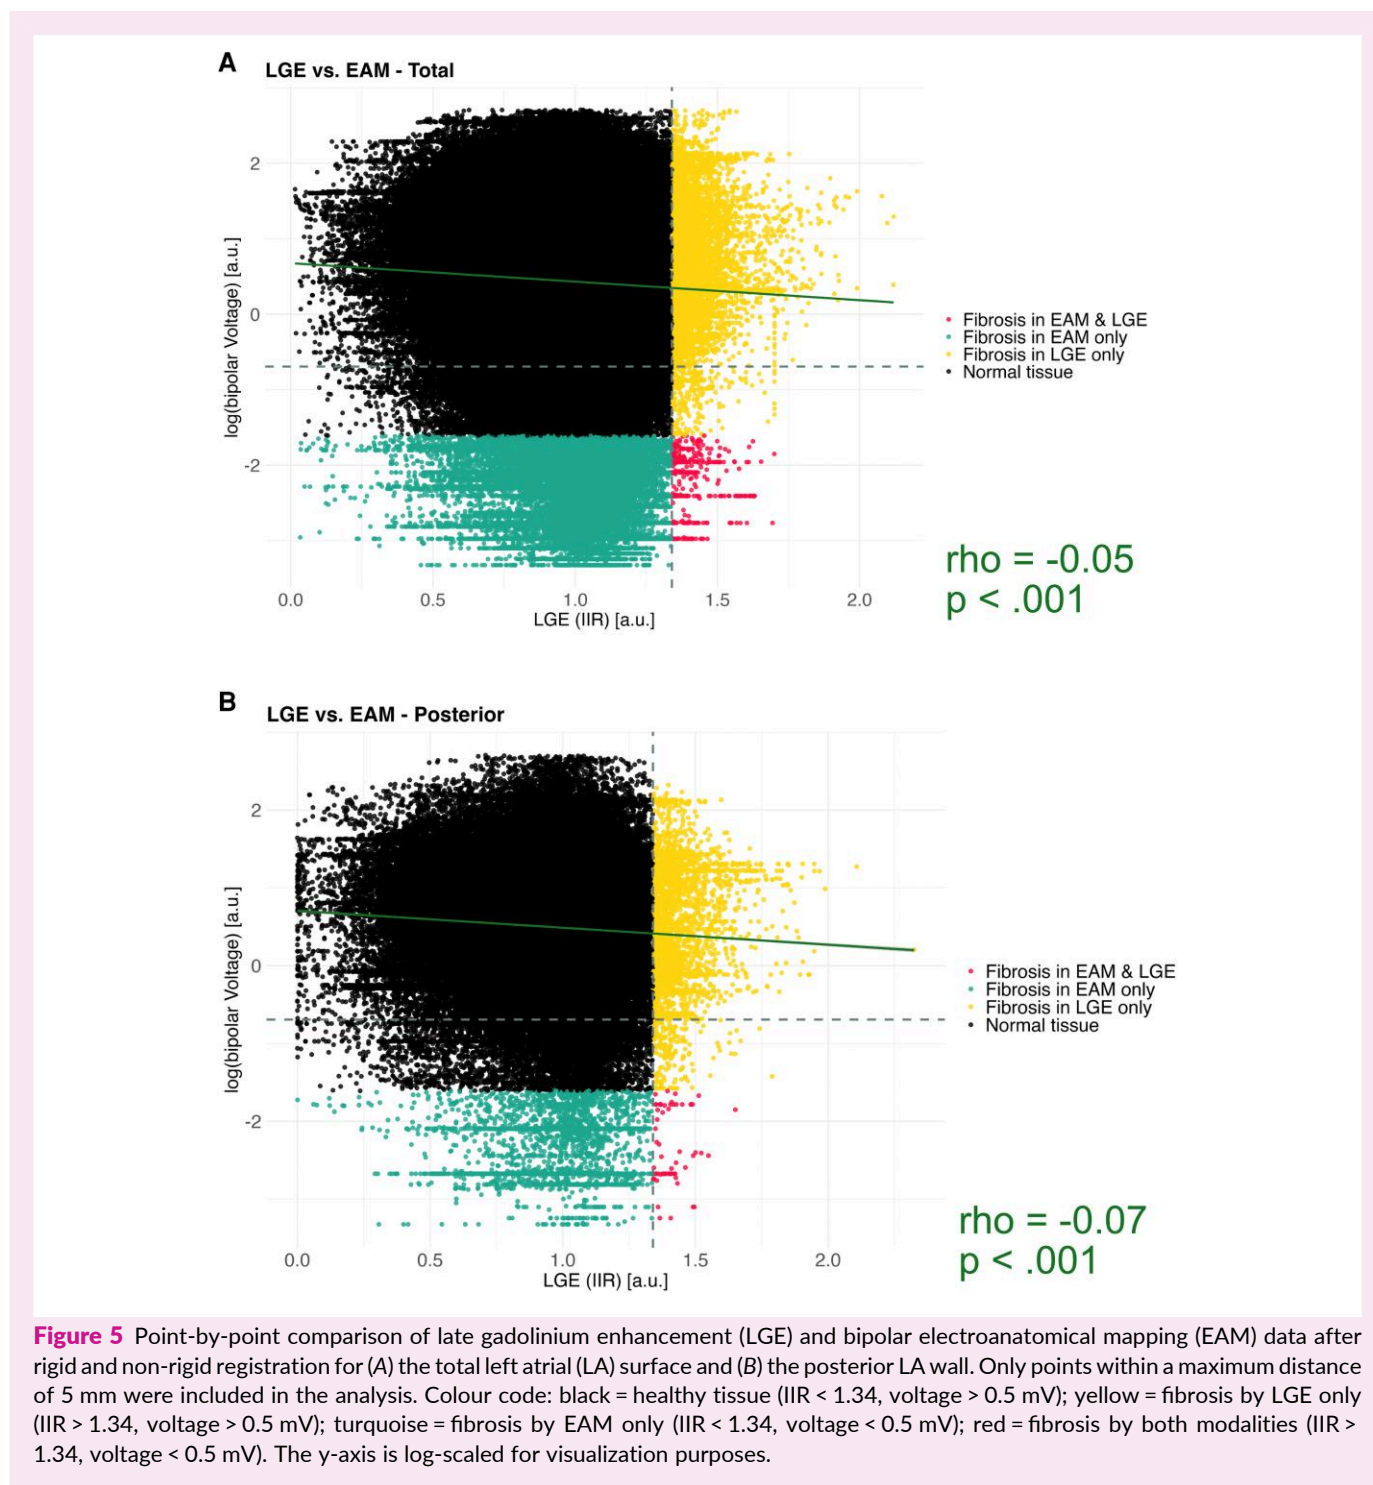 A
LGE vs. EAM - Total
log(bipolar Voltage) [a.u.]
2
0
-2
0.0 0.5 1.0 1.5 2.0
LGE (IIR) [a.u.]
Fibrosis in EAM & LGE
Fibrosis in EAM only
Fibrosis in LGE only
Normal tissue
rho = -0.05
p < .001
B
LGE vs. EAM - Posterior
log(bipolar Voltage) [a.u.]
2
0
-2
0.0 0.5 1.0 1.5 2.0
LGE (IIR) [a.u.]
Fibrosis in EAM & LGE
Fibrosis in EAM only
Fibrosis in LGE only
Normal tissue
rho = -0.07
p < .001
Figure 5 Point-by-point comparison of late gadolinium enhancement (LGE) and bipolar electroanatomical mapping (EAM) data after
rigid and non-rigid registration for (A) the total left atrial (LA) surface and (B) the posterior LA wall. Only points within a maximum distance
of 5 mm were included in the analysis. Colour code: black = healthy tissue (IIR < 1.34, voltage > 0.5 mV); yellow = fibrosis by LGE only
(IIR > 1.34, voltage > 0.5 mV); turquoise = fibrosis by EAM only (IIR < 1.34, voltage < 0.5 mV); red = fibrosis by both modalities (IIR >
1.34, voltage < 0.5 mV). The y-axis is log-scaled for visualization purposes.